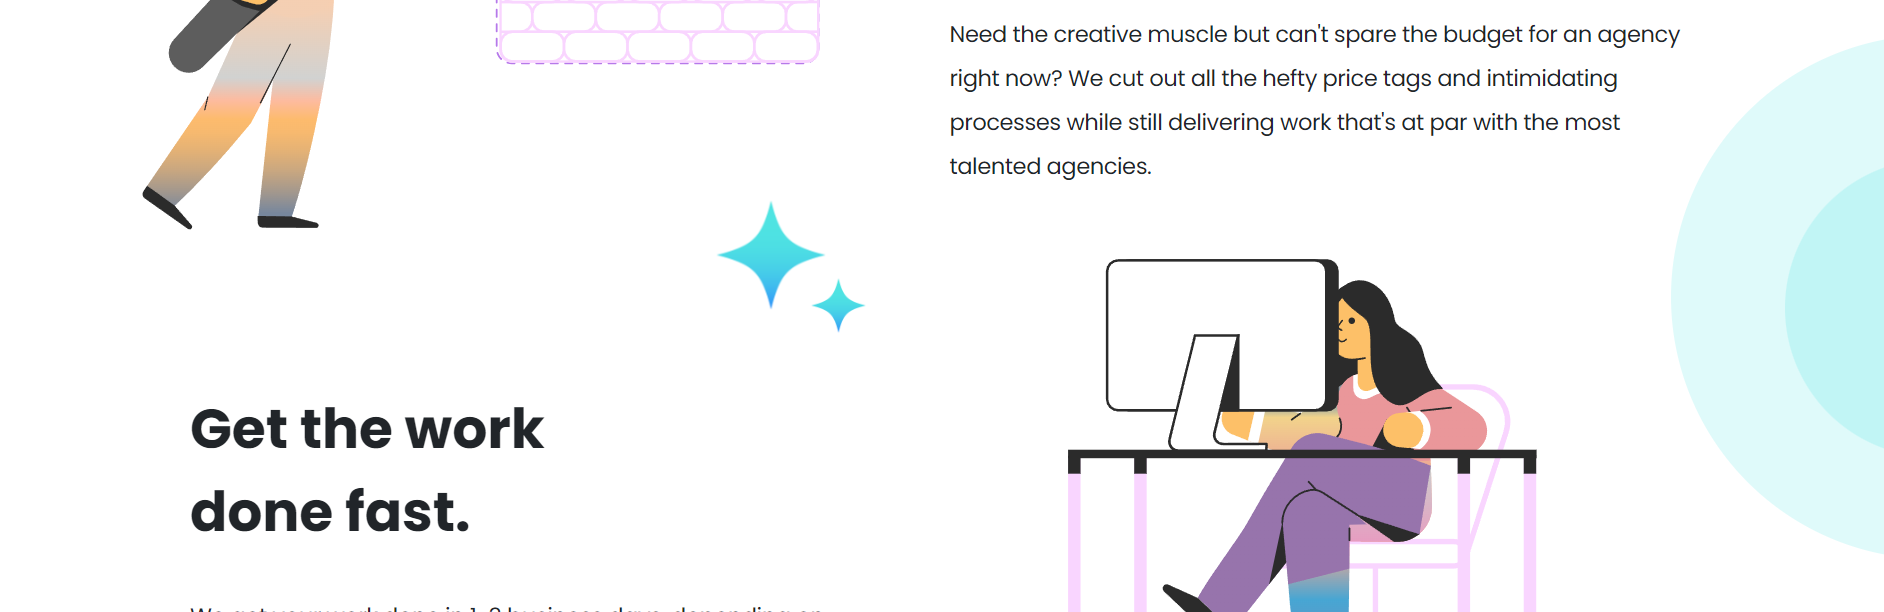 Need the creative muscle but can't spare the budget for an agency
right now? We cut out all the hefty price tags and intimidating
processes while still delivering work that's at par with the most
talented agencies.
Get the work
done fast.